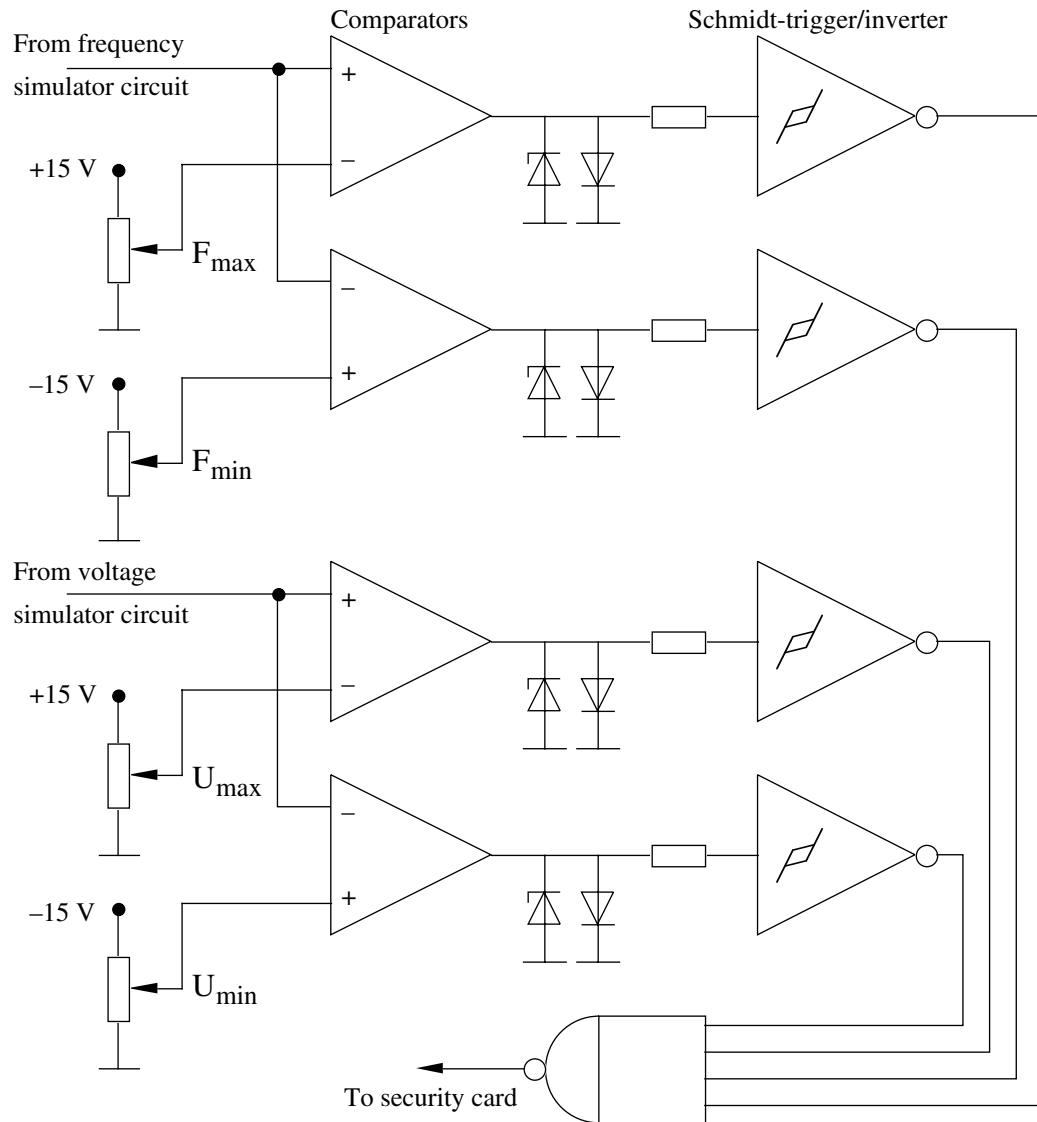 Comparators
Schmidt-trigger/inverter
From frequency
simulator circuit
+
−
+15 V
Fmax
−
+
–15 V
Fmin
From voltage
simulator circuit
+
−
+15 V
Umax
−
+
–15 V
Umin
To security card